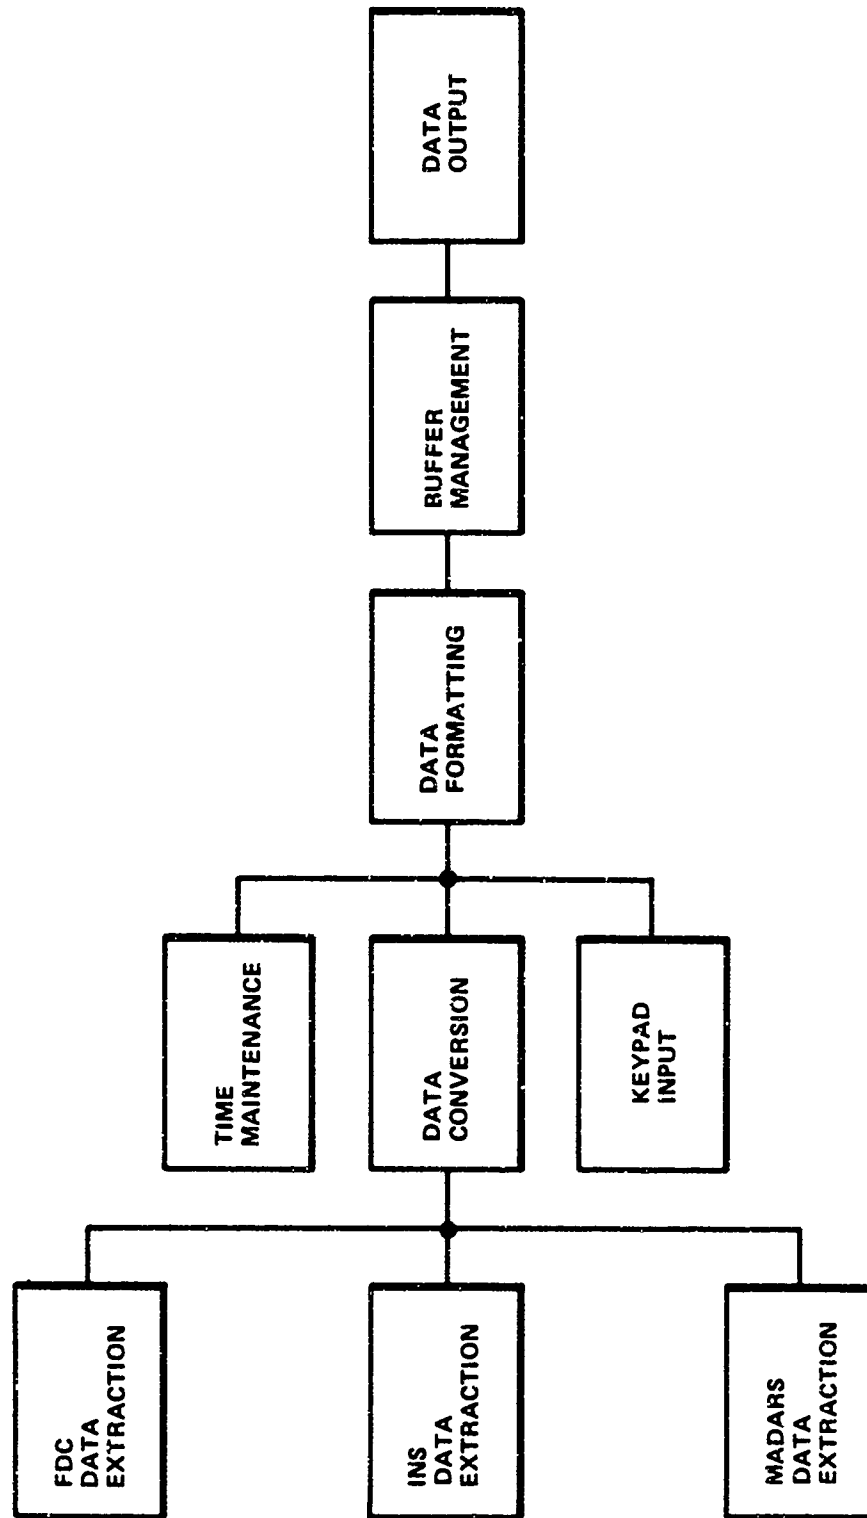 FDC
DATA
EXTRACTION
INS
DATA
EXTRACTION
MADARS
DATA
EXTRACTION
TIME
MAINTENANCE
DATA
CONVERSION
KEYPAD
INPUT
DATA
FORMATTING
BUFFER
MANAGEMENT
DATA
OUTPUT